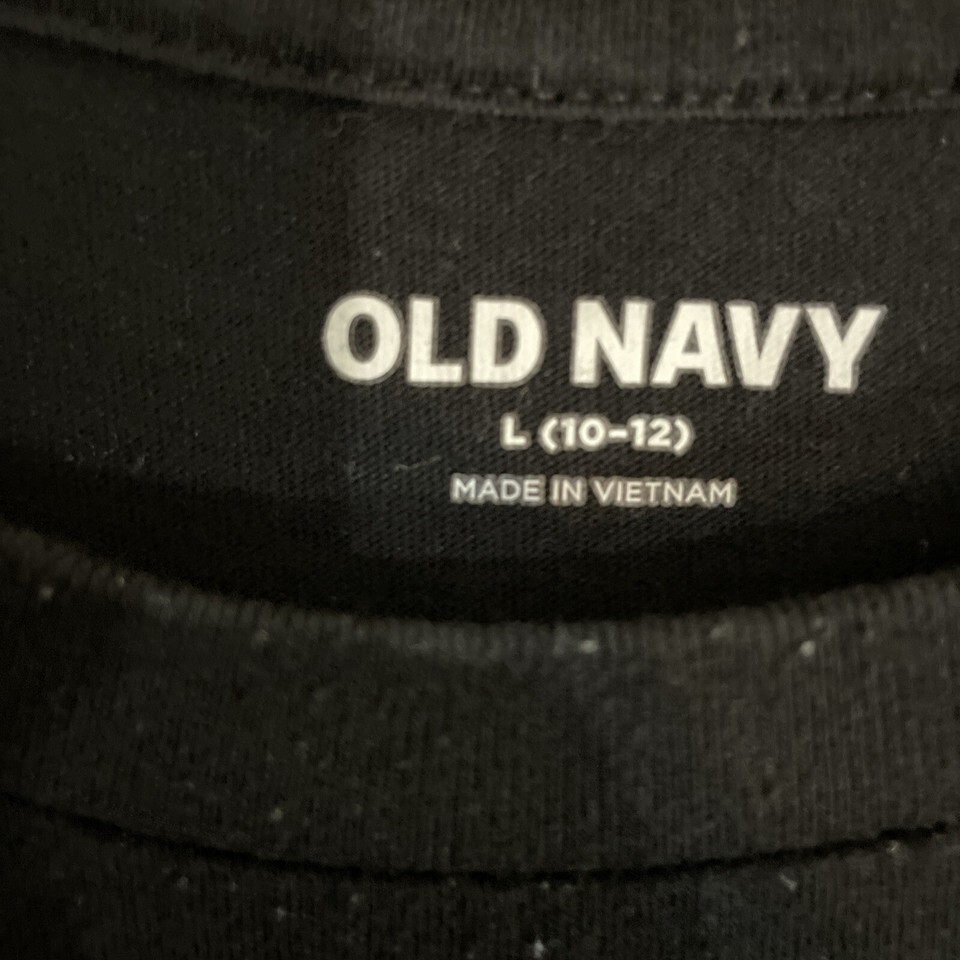 OLD NAVY
L (10-12)
MADE IN VIETNAM